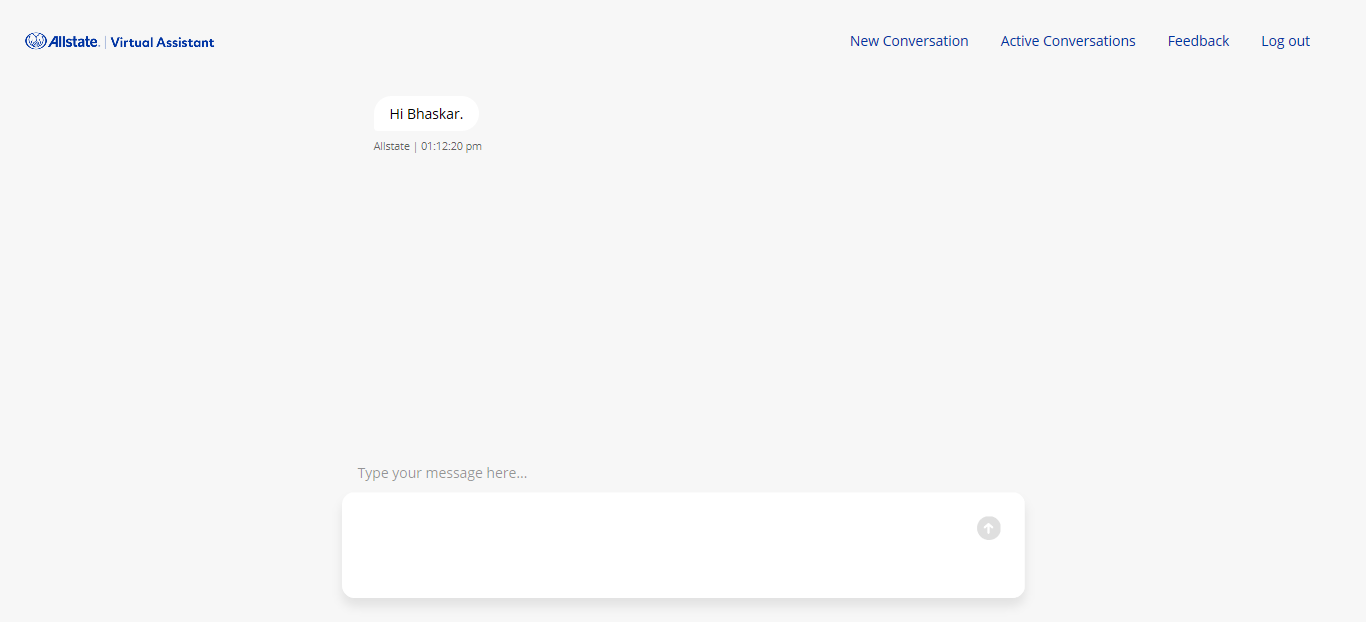 Allstate. | Virtual Assistant
New Conversation Active Conversations Feedback Log out
Hi Bhaskar.
Allstate | 01:12:20 pm
Type your message here...